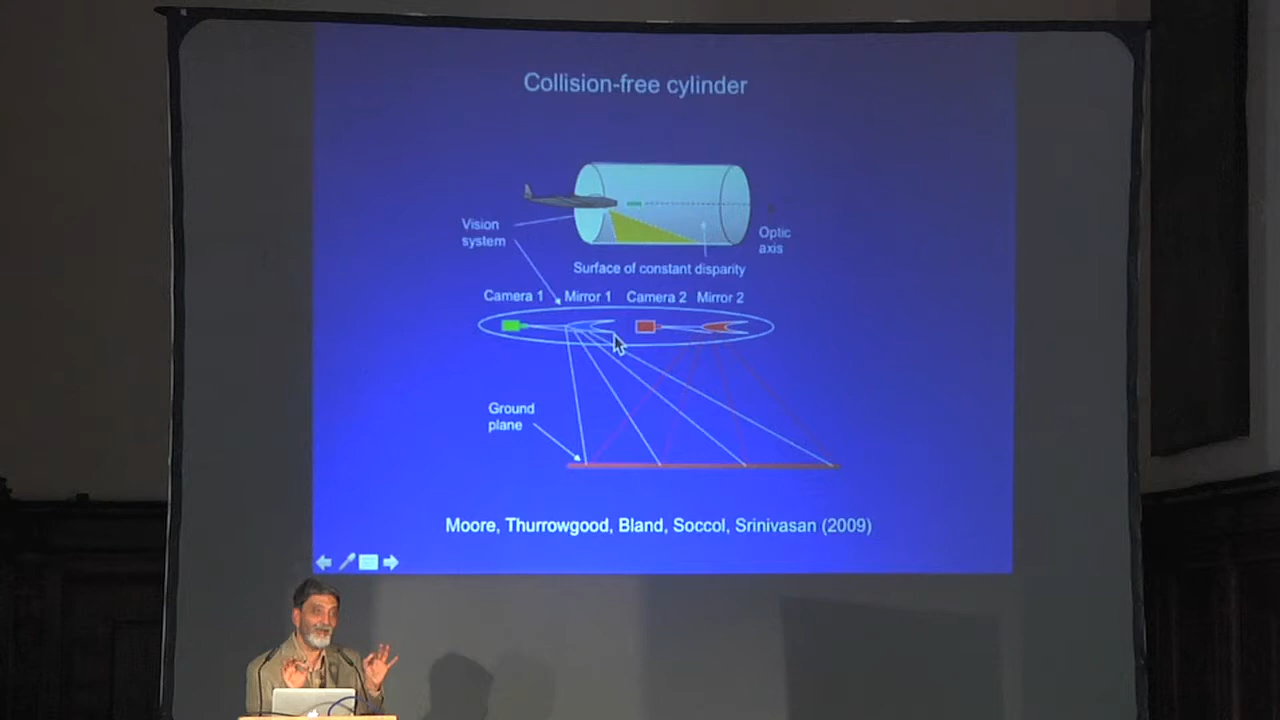 Collision-free cylinder
Vision
system
Optic
axis
Surface of constant disparity
Camera 1 Mirror 1 Camera 2 Mirror 2
Ground
plane
Moore, Thurrowgood, Bland, Soccol, Srinivasan (2009)